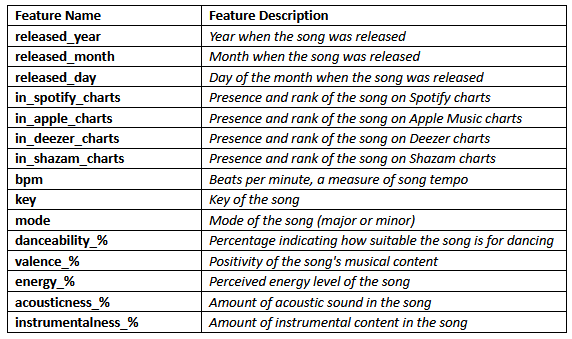 Feature Name Feature Description
released_year Year when the song was released
released_month Month when the song was released
released_day Day of the month when the song was released
in_spotify_charts Presence and rank of the song on Spotify charts
in_apple_charts Presence and rank of the song on Apple Music charts
in_deezer_charts Presence and rank of the song on Deezer charts
in_shazam_charts Presence and rank of the song on Shazam charts
bpm Beats per minute, a measure of song tempo
key Key of the song
mode Mode of the song (major or minor)
danceability_% Percentage indicating how suitable the song is for dancing
valence_% Positivity of the song's musical content
energy_% Perceived energy level of the song
acousticness_% Amount of acoustic sound in the song
instrumentalness_% Amount of instrumental content in the song